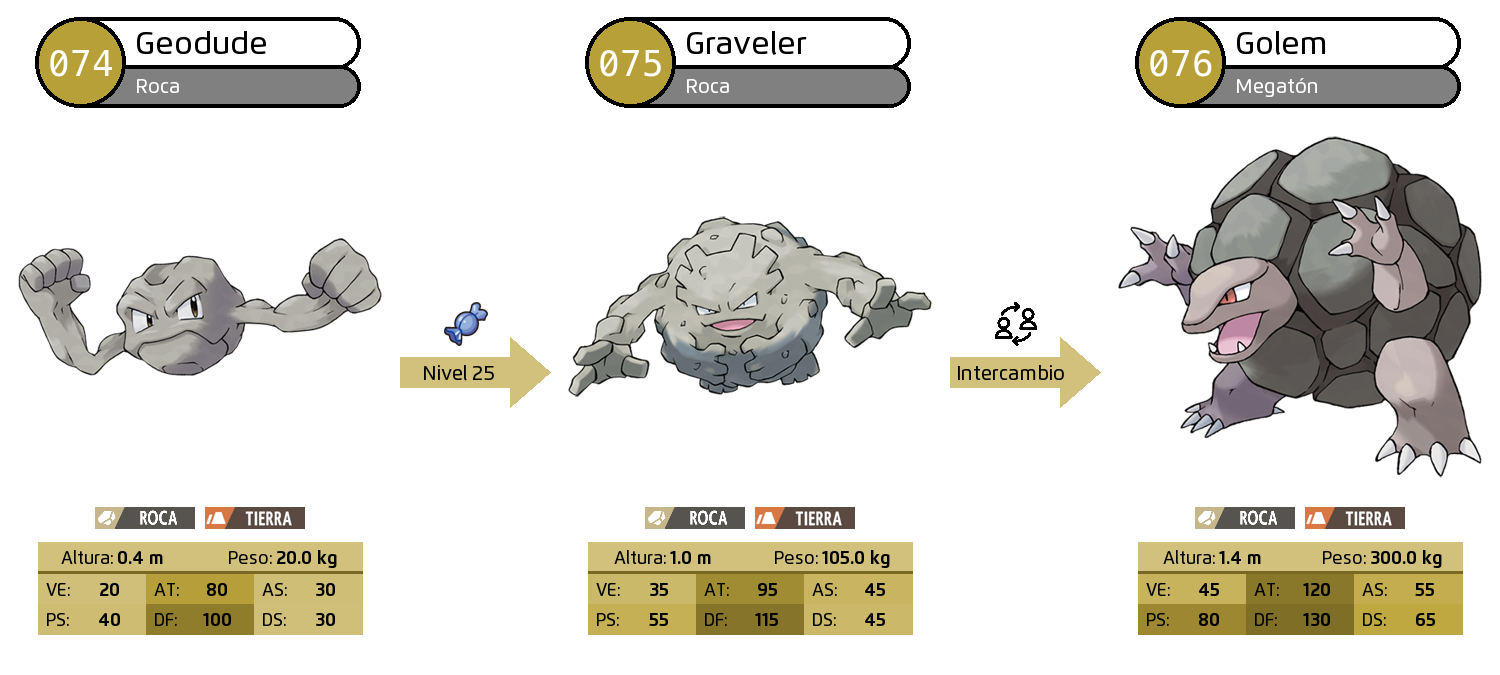 074 Geodude
Roca
075 Graveler
Roca
076 Golem
Megatón
Nivel 25
Intercambio
ROCA TIERRA
Altura: 0.4 m Peso: 20.0 kg
VE: 20 AT: 80 AS: 30
PS: 40 DF: 100 DS: 30
ROCA TIERRA
Altura: 1.0 m Peso: 105.0 kg
VE: 35 AT: 95 AS: 45
PS: 55 DF: 115 DS: 45
ROCA TIERRA
Altura: 1.4 m Peso: 300.0 kg
VE: 45 AT: 120 AS: 55
PS: 80 DF: 130 DS: 65